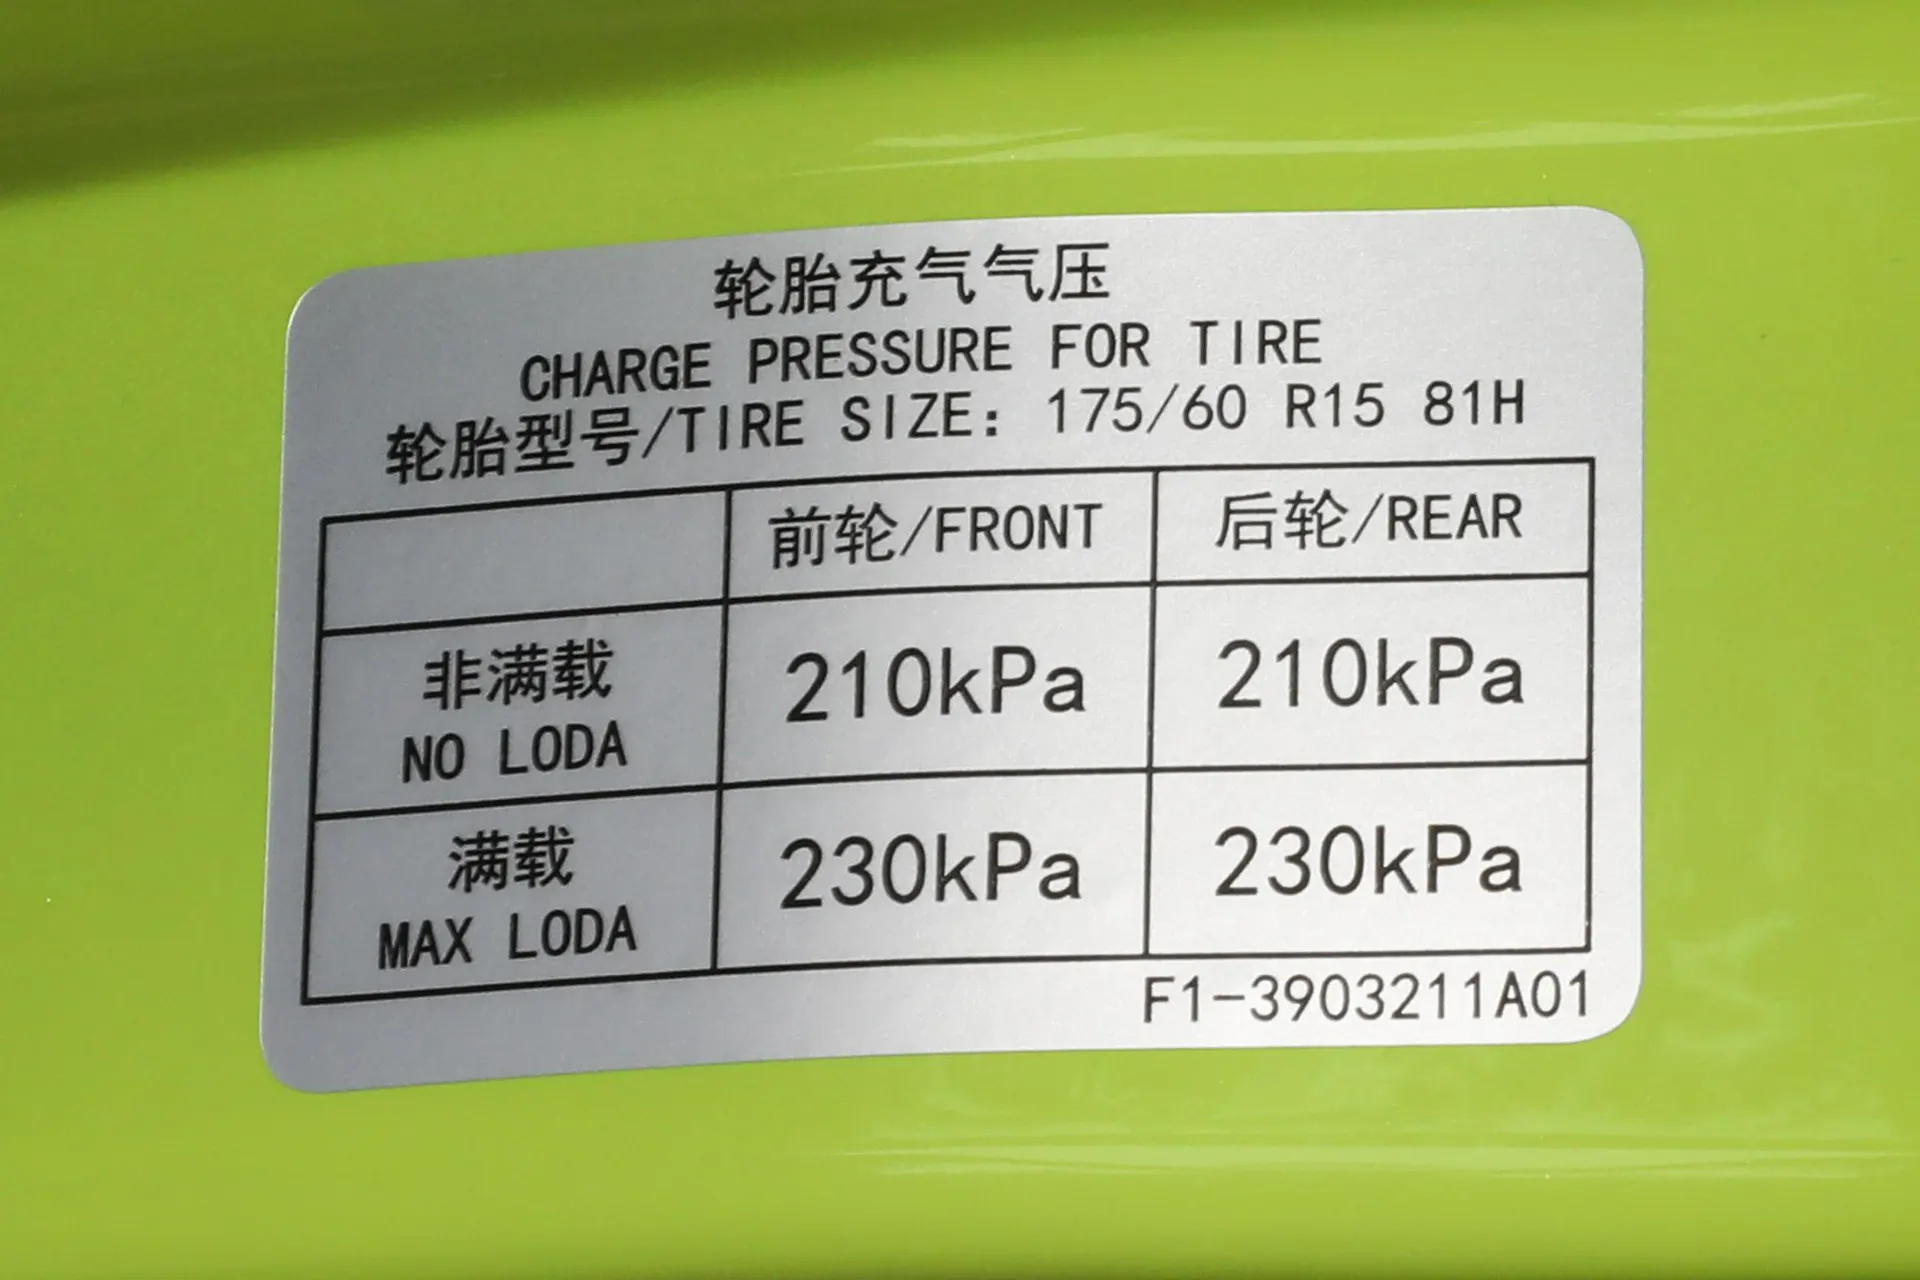 轮胎充气气压
CHARGE PRESSURE FOR TIRE
轮胎型号/TIRE SIZE: 175/60 R15 81H
前轮/FRONT 后轮/REAR
非满载
NO LODA 210kPa 210kPa
满载
MAX LODA 230kPa 230kPa
F1-3903211A01